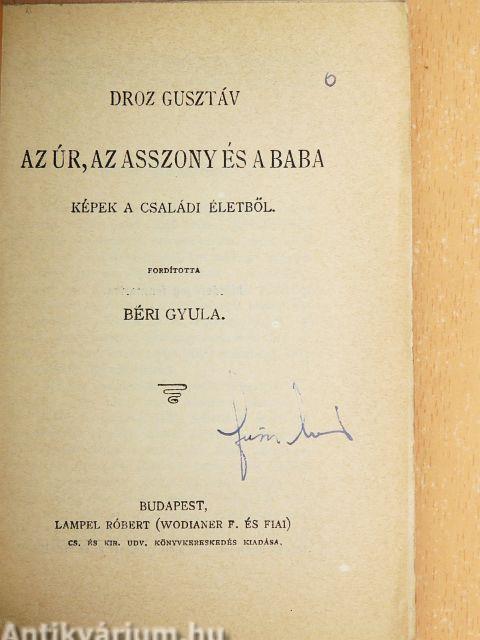 6
DROZ GUSZTÁV
AZ ÚR, AZ ASSZONY ÉS A BABA
KÉPEK A CSALÁDI ÉLETBŐL.
FORDÍTOTTA
BÉRI GYULA.
BUDAPEST,
LAMPEL RÓBERT (WODIANER F. ÉS FIAI)
CS. ÉS KIR. UDV. KÖNYVKERESKEDÉS KIADÁSA.
Antikvárium.hu